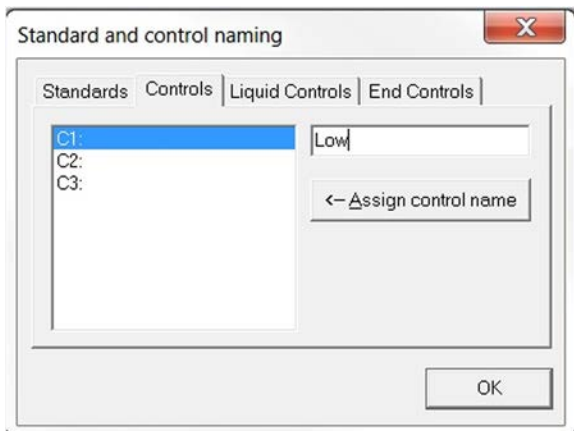 Standard and control naming
Standards Controls Liquid Controls End Controls
C1:
C2:
C3:
Low
<– Assign control name
OK